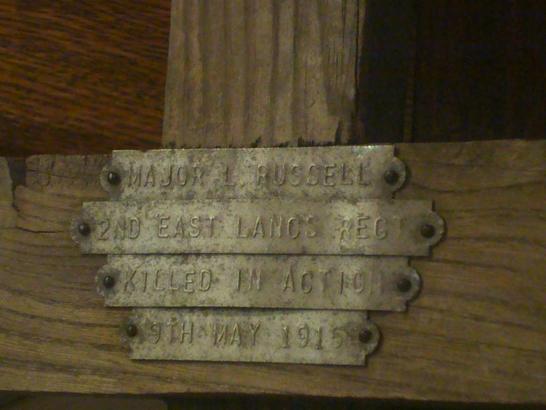 MAJOR L. RUSSELL
2ND EAST LANCS REGT
KILLED IN ACTION
9TH MAY 1915